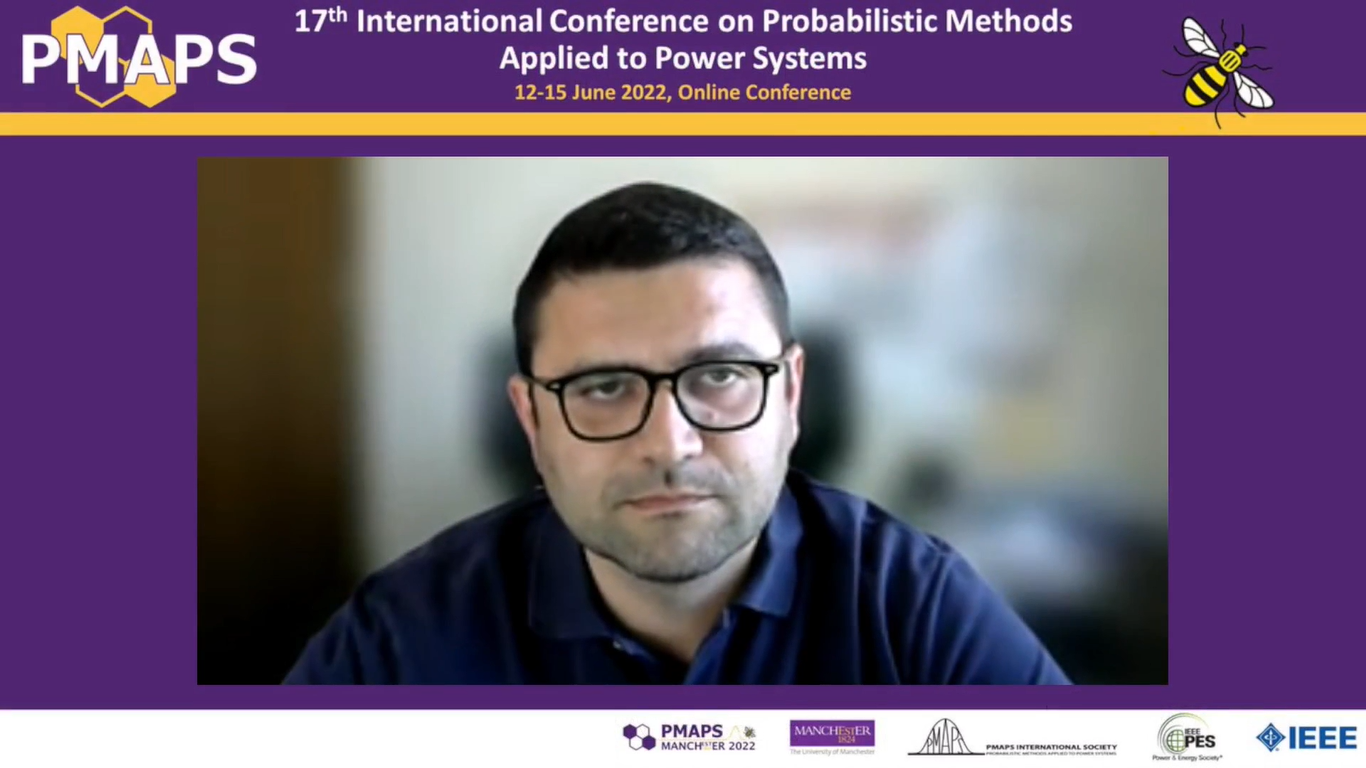 PMAPS
17th International Conference on Probabilistic Methods
Applied to Power Systems
12-15 June 2022, Online Conference
PMAPS
MANCHESTER 2022
MANCHESTER
1824
The University of Manchester
PMAPS
PMAPS INTERNATIONAL SOCIETY
PROBABILISTIC METHODS APPLIED TO POWER SYSTEMS
IEEE
PES
Power & Energy Society®
IEEE